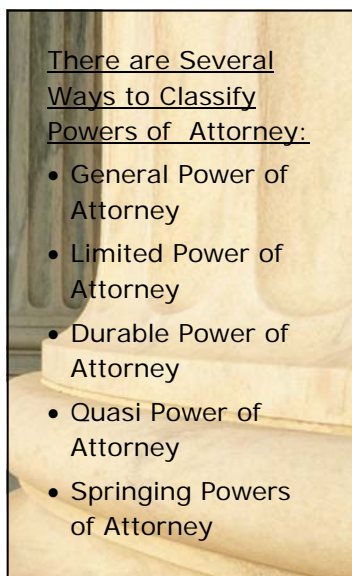 There are Several
Ways to Classify
Powers of  Attorney:
• General Power of
Attorney
• Limited Power of
Attorney
• Durable Power of
Attorney
• Quasi Power of
Attorney
• Springing Powers
of Attorney